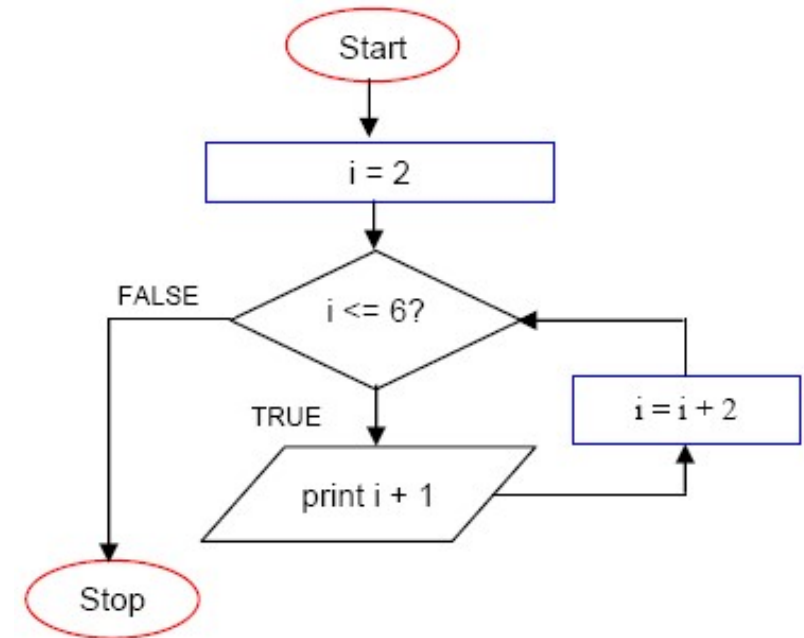 Start
i = 2
FALSE
i <= 6?
TRUE
i = i + 2
print i + 1
Stop